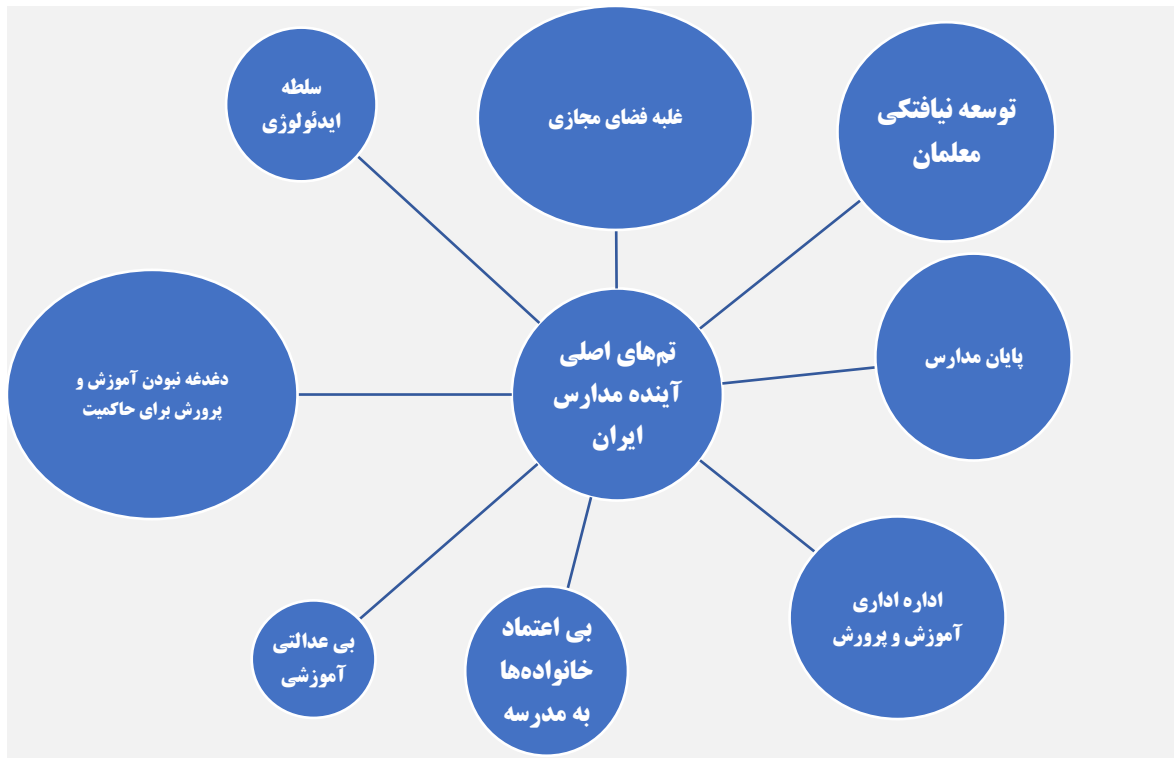 توسعه نیافتکی
معلمان
غلبه فضای مجازی
سلطه
ایدئولوژی
پایان مدارس
تم‌های اصلی
آینده مدارس
ایران
دغدغه نبودن آموزش و
پرورش برای حاکمیت
اداره اداری
آموزش و پرورش
بی اعتماد
خانواده‌ها
به مدرسه
بی عدالتی
آموزشی